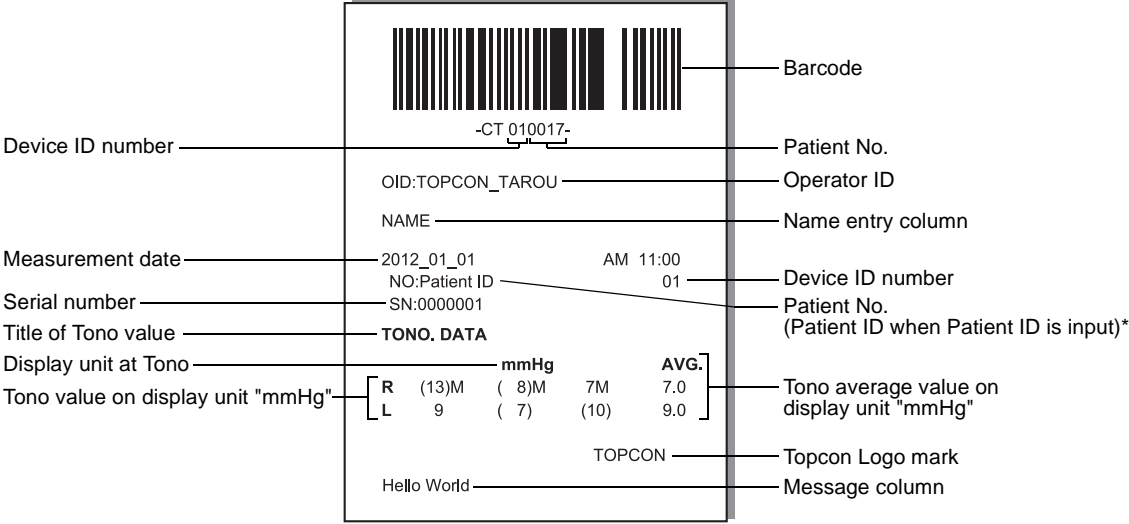 Barcode
-CT 010017-
Device ID number
Patient No.
OID:TOPCON_TAROU
Operator ID
NAME
Name entry column
Measurement date
2012_01_01 AM 11:00
NO:Patient ID 01
Device ID number
Serial number
SN:0000001
Patient No.
(Patient ID when Patient ID is input)*
Title of Tono value
TONO. DATA
Display unit at Tono
mmHg AVG.
Tono value on display unit "mmHg"
R (13)M ( 8)M 7M 7.0
L 9 ( 7) (10) 9.0
Tono average value on
display unit "mmHg"
TOPCON
Topcon Logo mark
Hello World
Message column